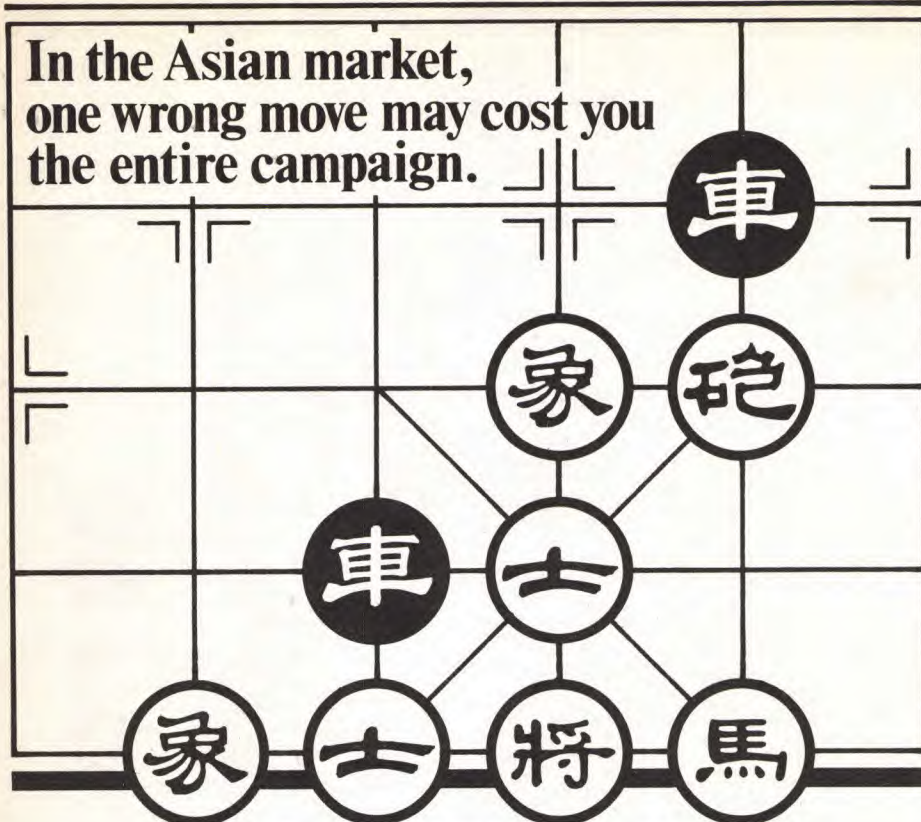 In the Asian market,
one wrong move may cost you
the entire campaign.
車
象 砲
車 士
象 士 將 馬